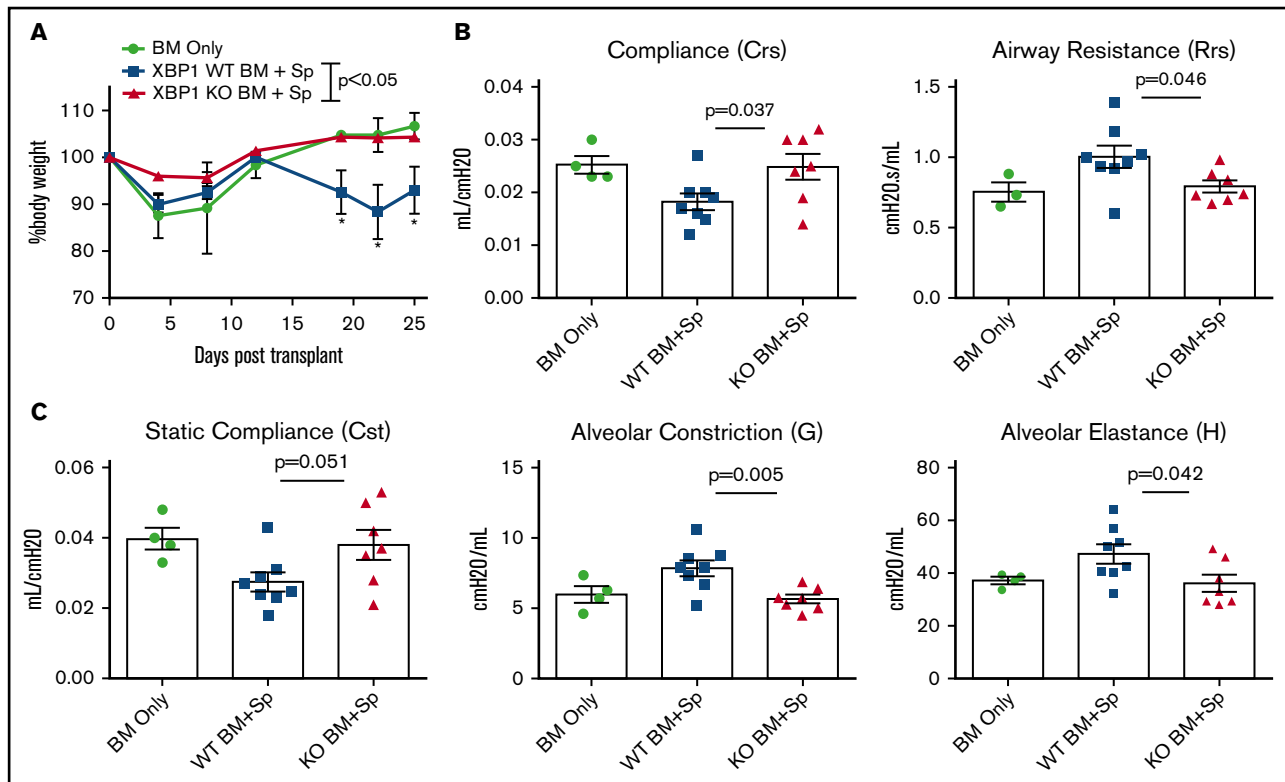 A
BM Only
XBP1 WT BM + Sp
XBP1 KO BM + Sp
p<0.05
110
100
90
80
70
%body weight
*
*
*
0 5 10 15 20 25
Days post transplant
B
Compliance (Crs)
p=0.037
0.04
0.03
0.02
0.01
0.00
mL/cmH20
BM Only
WT BM+Sp
KO BM+Sp
Airway Resistance (Rrs)
p=0.046
1.5
1.0
0.5
0.0
cmH20.s/mL
BM Only
WT BM+Sp
KO BM+Sp
C
Static Compliance (Cst)
p=0.051
0.06
0.04
0.02
0.00
mL/cmH20
BM Only
WT BM+Sp
KO BM+Sp
Alveolar Constriction (G)
p=0.005
15
10
5
0
cmH20/mL
BM Only
WT BM+Sp
KO BM+Sp
Alveolar Elastance (H)
p=0.042
80
60
40
20
0
cmH20/mL
BM Only
WT BM+Sp
KO BM+Sp